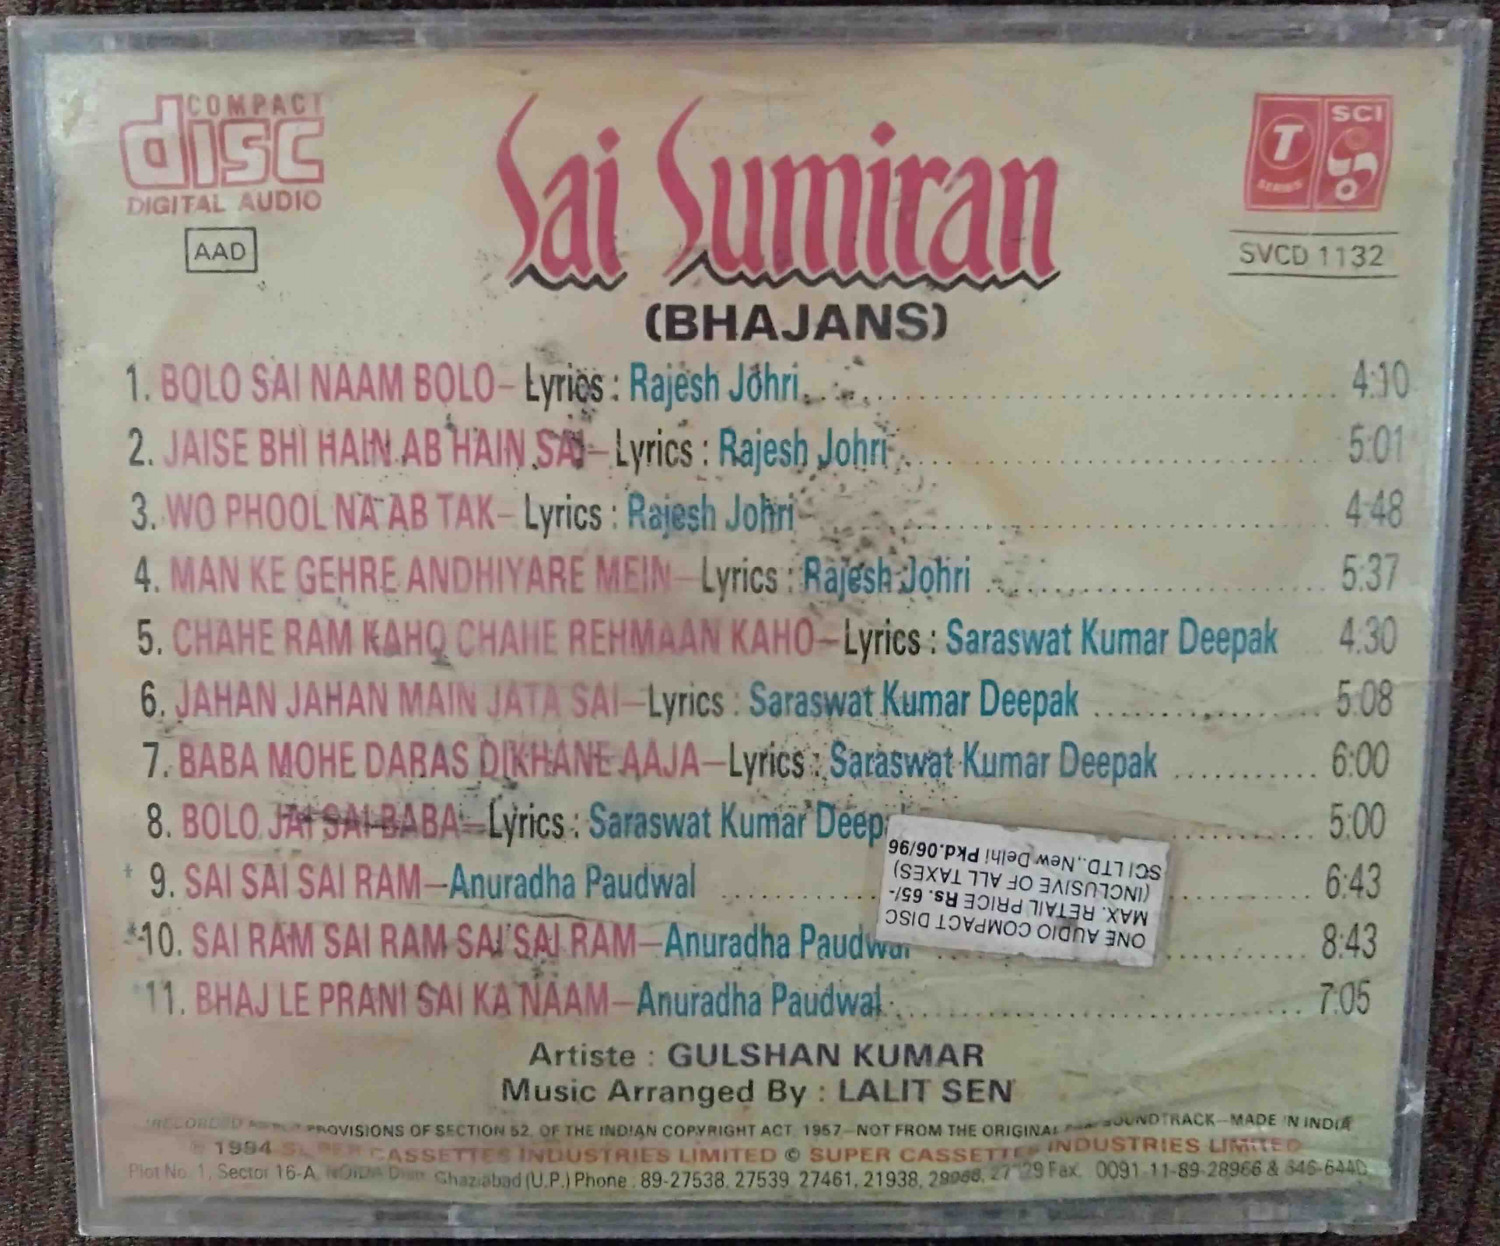 COMPACT
disc
DIGITAL AUDIO
AAD
Sai Sumiran
(BHAJANS)
T
SERIES
SCI
SVCD 1132
1. BOLO SAI NAAM BOLO– Lyrics : Rajesh Johri 4:10
2. JAISE BHI HAIN AB HAIN SAI–Lyrics : Rajesh Johri 5:01
3. WO PHOOL NA AB TAK– Lyrics : Rajesh Johri 4:48
4. MAN KE GEHRE ANDHIYARE MEIN–Lyrics : Rajesh Johri 5:37
5. CHAHE RAM KAHO CHAHE REHMAAN KAHO–Lyrics : Saraswat Kumar Deepak 4:30
6. JAHAN JAHAN MAIN JATA SAI–Lyrics : Saraswat Kumar Deepak 5:08
7. BABA MOHE DARAS DIKHANE AAJA–Lyrics : Saraswat Kumar Deepak 6:00
8. BOLO JAI SAI BABA–Lyrics : Saraswat Kumar Deep 5:00
* 9. SAI SAI SAI RAM–Anuradha Paudwal 6:43
*10. SAI RAM SAI RAM SAI SAI RAM–Anuradha Paudwal 8:43
*11. BHAJ LE PRANI SAI KA NAAM–Anuradha Paudwal 7:05
ONE AUDIO COMPACT DISC
MAX. RETAIL PRICE Rs. 65/-
(INCLUSIVE OF ALL TAXES)
SCI LTD., New Delhi Pkd.06/96
Artiste : GULSHAN KUMAR
Music Arranged By : LALIT SEN
RECORDED PROVISIONS OF SECTION 52, OF THE INDIAN COPYRIGHT ACT, 1957–NOT FROM THE ORIGINAL SOUNDTRACK–MADE IN INDIA
℗ 1994 SUPER CASSETTES INDUSTRIES LIMITED © SUPER CASSETTES INDUSTRIES LIMITED
Plot No. 1, Sector 16-A, NOIDA Distt. Ghaziabad (U.P.) Phone : 89-27538, 27539, 27461, 21938, Fax. 0091-11-89-28966 &